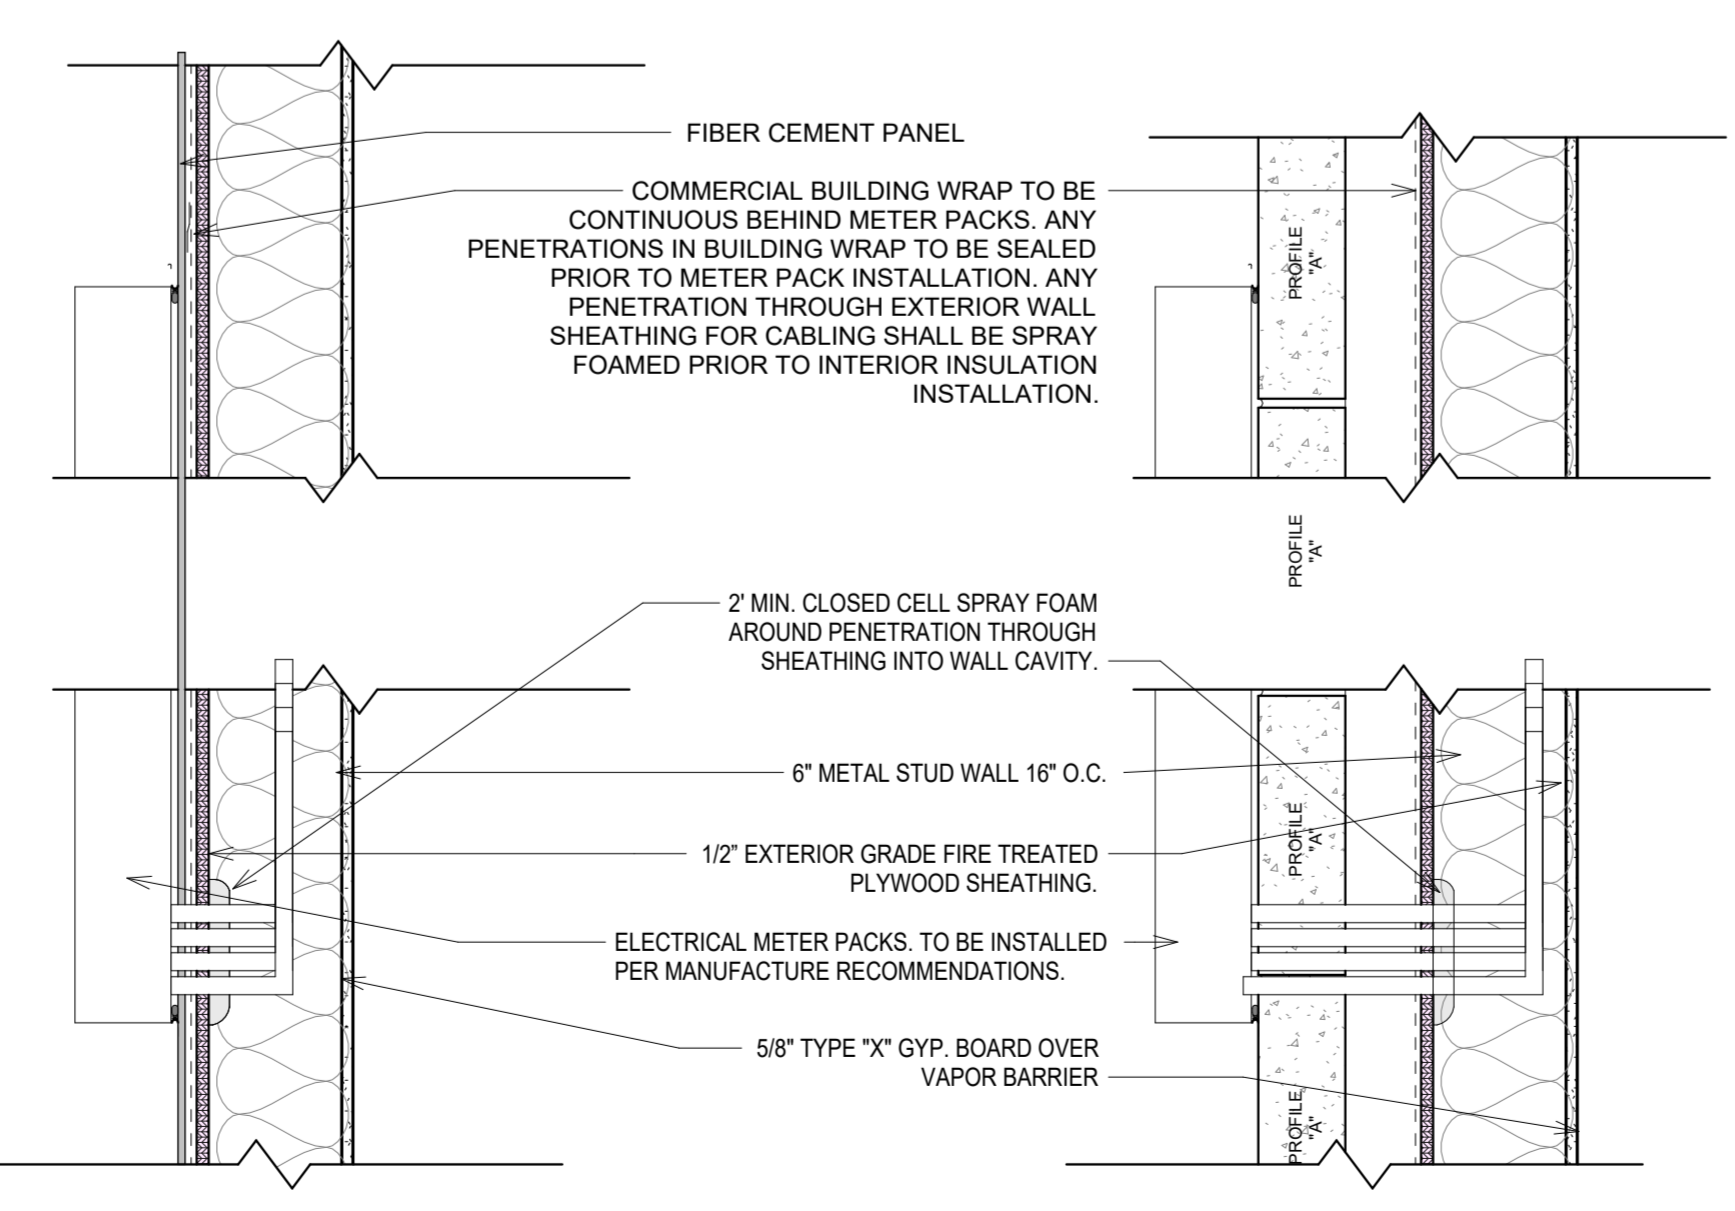 FIBER CEMENT PANEL
COMMERCIAL BUILDING WRAP TO BE
CONTINUOUS BEHIND METER PACKS. ANY
PENETRATIONS IN BUILDING WRAP TO BE SEALED
PRIOR TO METER PACK INSTALLATION. ANY
PENETRATION THROUGH EXTERIOR WALL
SHEATHING FOR CABLING SHALL BE SPRAY
FOAMED PRIOR TO INTERIOR INSULATION
INSTALLATION.
PROFILE
"A"
PROFILE
"A"
2' MIN. CLOSED CELL SPRAY FOAM
AROUND PENETRATION THROUGH
SHEATHING INTO WALL CAVITY.
6" METAL STUD WALL 16" O.C.
PROFILE
"A"
1/2” EXTERIOR GRADE FIRE TREATED
PLYWOOD SHEATHING.
ELECTRICAL METER PACKS. TO BE INSTALLED
PER MANUFACTURE RECOMMENDATIONS.
5/8" TYPE "X" GYP. BOARD OVER
VAPOR BARRIER
PROFILE
"A"